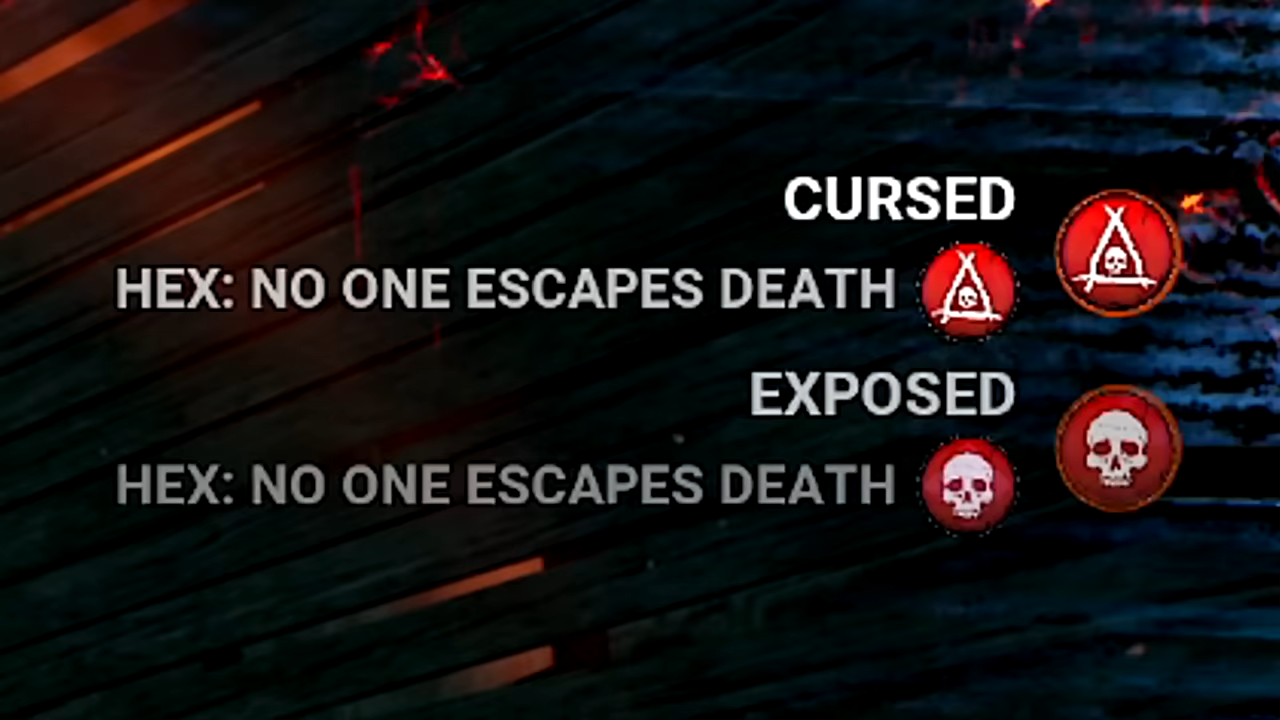 CURSED
HEX: NO ONE ESCAPES DEATH
EXPOSED
HEX: NO ONE ESCAPES DEATH